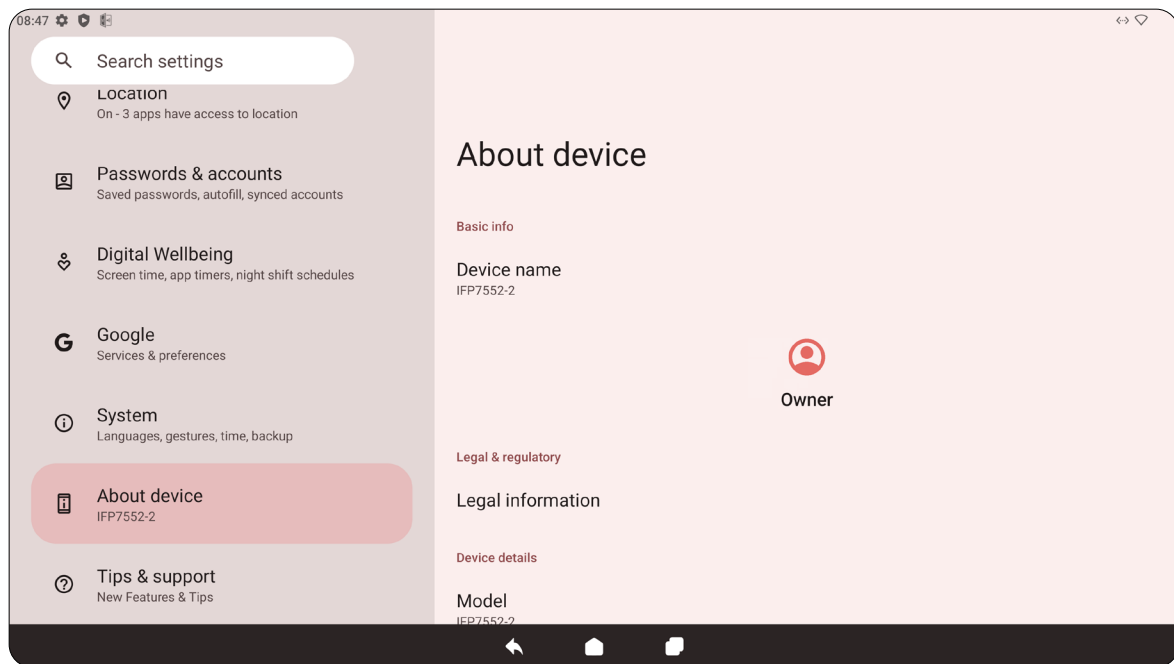 08:47
Search settings
Location
On - 3 apps have access to location
Passwords & accounts
Saved passwords, autofill, synced accounts
Digital Wellbeing
Screen time, app timers, night shift schedules
Google
Services & preferences
System
Languages, gestures, time, backup
About device
IFP7552-2
Tips & support
New Features & Tips
About device
Basic info
Device name
IFP7552-2
Owner
Legal & regulatory
Legal information
Device details
Model
IFP7552-2